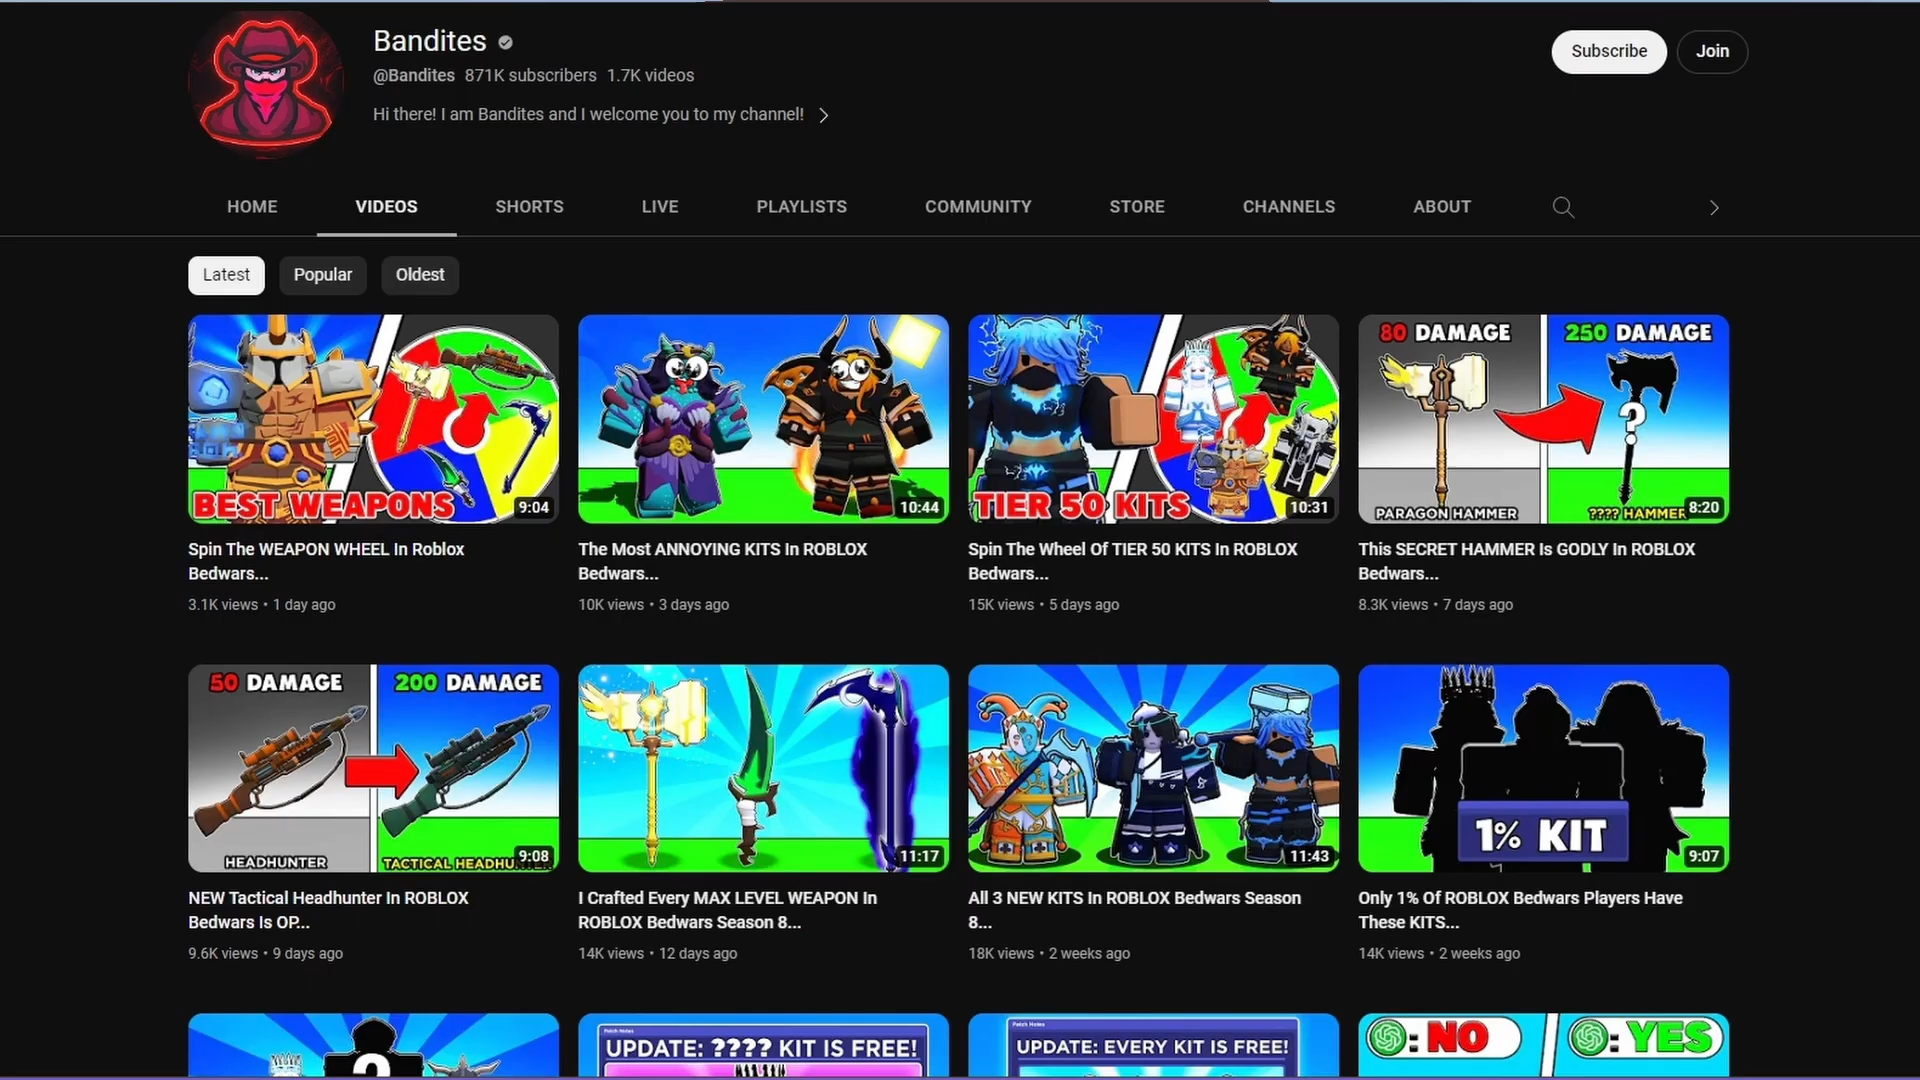 Bandites
@Bandites 871K subscribers 1.7K videos
Hi there! I am Bandites and I welcome you to my channel!
Subscribe
Join
HOME
VIDEOS
SHORTS
LIVE
PLAYLISTS
COMMUNITY
STORE
CHANNELS
ABOUT
Latest
Popular
Oldest
BEST WEAPONS
9:04
10:44
TIER 50 KITS
10:31
80 DAMAGE
250 DAMAGE
?
PARAGON HAMMER
???? HAMMER
8:20
Spin The WEAPON WHEEL In Roblox
Bedwars...
3.1K views • 1 day ago
The Most ANNOYING KITS In ROBLOX
Bedwars...
10K views • 3 days ago
Spin The Wheel Of TIER 50 KITS In ROBLOX
Bedwars...
15K views • 5 days ago
This SECRET HAMMER Is GODLY In ROBLOX
Bedwars...
8.3K views • 7 days ago
50 DAMAGE
200 DAMAGE
HEADHUNTER
TACTICAL
9:08
11:17
11:43
1% KIT
9:07
NEW Tactical Headhunter In ROBLOX
Bedwars Is OP...
9.6K views • 9 days ago
I Crafted Every MAX LEVEL WEAPON In
ROBLOX Bedwars Season 8...
14K views • 12 days ago
All 3 NEW KITS In ROBLOX Bedwars Season
8...
18K views • 2 weeks ago
Only 1% Of ROBLOX Bedwars Players Have
These KITS...
14K views • 2 weeks ago
?
Patch Notes
UPDATE: ???? KIT IS FREE!
Patch Notes
UPDATE: EVERY KIT IS FREE!
: NO
: YES